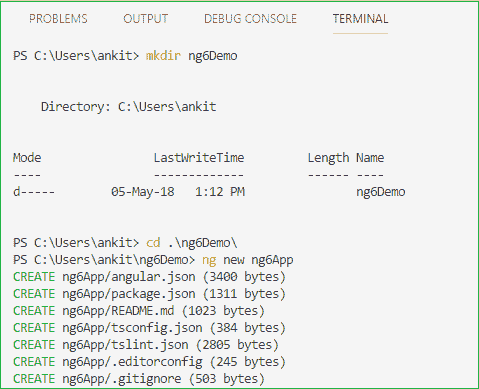 PROBLEMS OUTPUT DEBUG CONSOLE TERMINAL
PS C:\Users\ankit> mkdir ng6Demo
Directory: C:\Users\ankit
Mode LastWriteTime Length Name
---- ------------- ------ ----
d----- 05-May-18 1:12 PM ng6Demo
PS C:\Users\ankit> cd .\ng6Demo\
PS C:\Users\ankit\ng6Demo> ng new ng6App
CREATE ng6App/angular.json (3400 bytes)
CREATE ng6App/package.json (1311 bytes)
CREATE ng6App/README.md (1023 bytes)
CREATE ng6App/tsconfig.json (384 bytes)
CREATE ng6App/tslint.json (2805 bytes)
CREATE ng6App/.editorconfig (245 bytes)
CREATE ng6App/.gitignore (503 bytes)